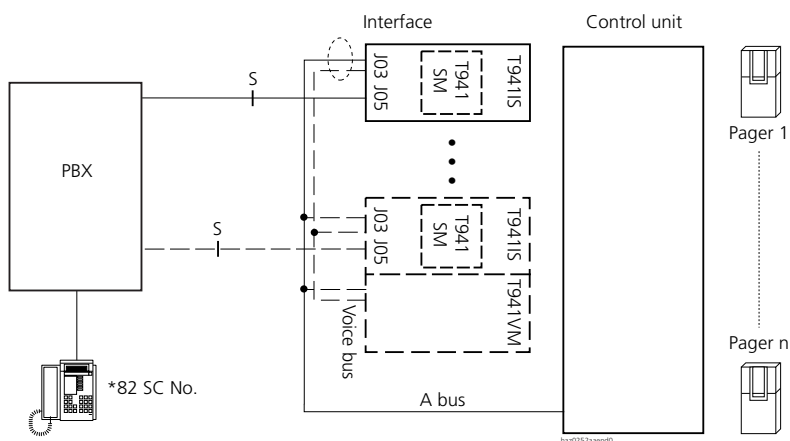 Interface
Control unit
J03 J05
T941
SM
T941IS
S
PBX
Pager 1
S
J03 J05
T941
SM
T941IS
T941VM
Voice bus
Pager n
*82 SC No.
A bus